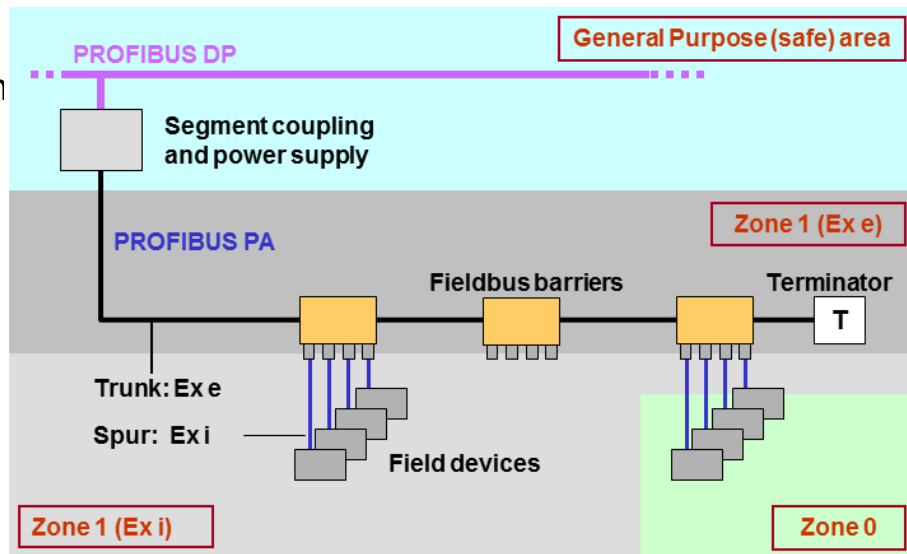 General Purpose (safe) area
PROFIBUS DP
Segment coupling
and power supply
Zone 1 (Ex e)
PROFIBUS PA
Fieldbus barriers
Terminator
T
Trunk: Ex e
Spur: Ex i
Field devices
Zone 1 (Ex i)
Zone 0